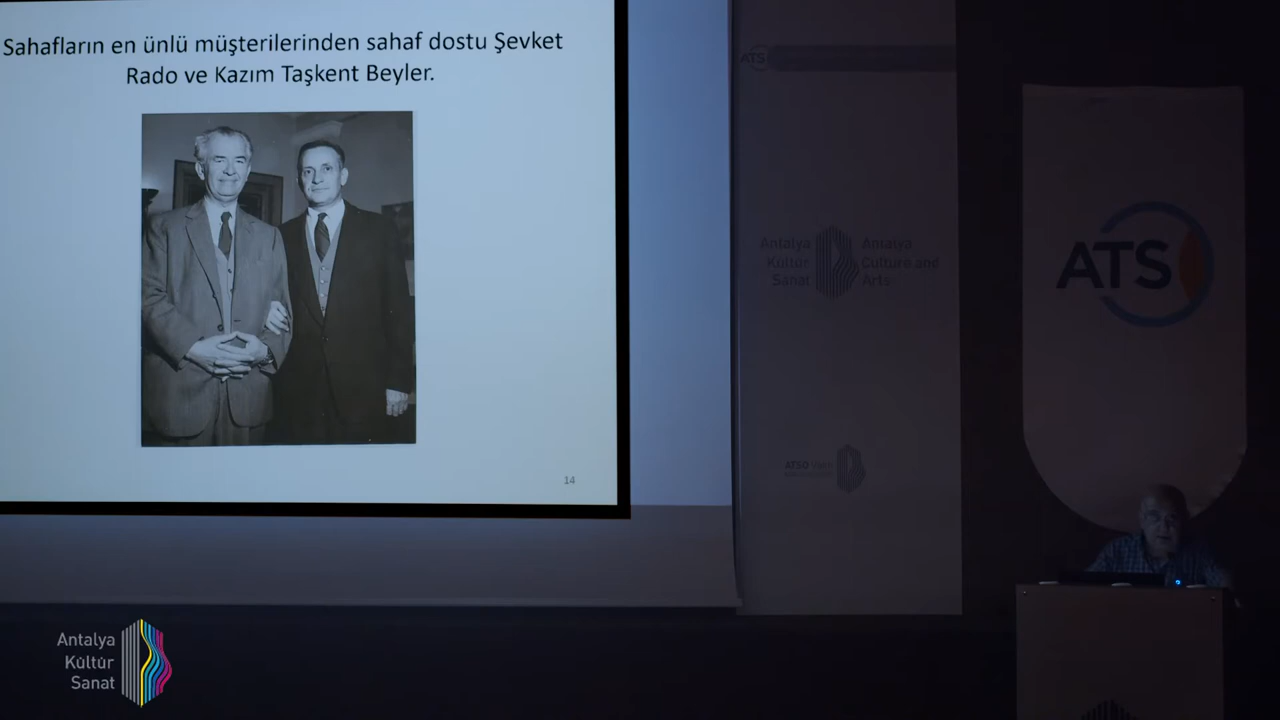 Sahafların en ünlü müşterilerinden sahaf dostu Şevket
Rado ve Kazım Taşkent Beyler.
14
ATS
Antalya
Kültür
Sanat
Antalya
Culture and
Arts
ATS
Antalya
Kültür
Sanat